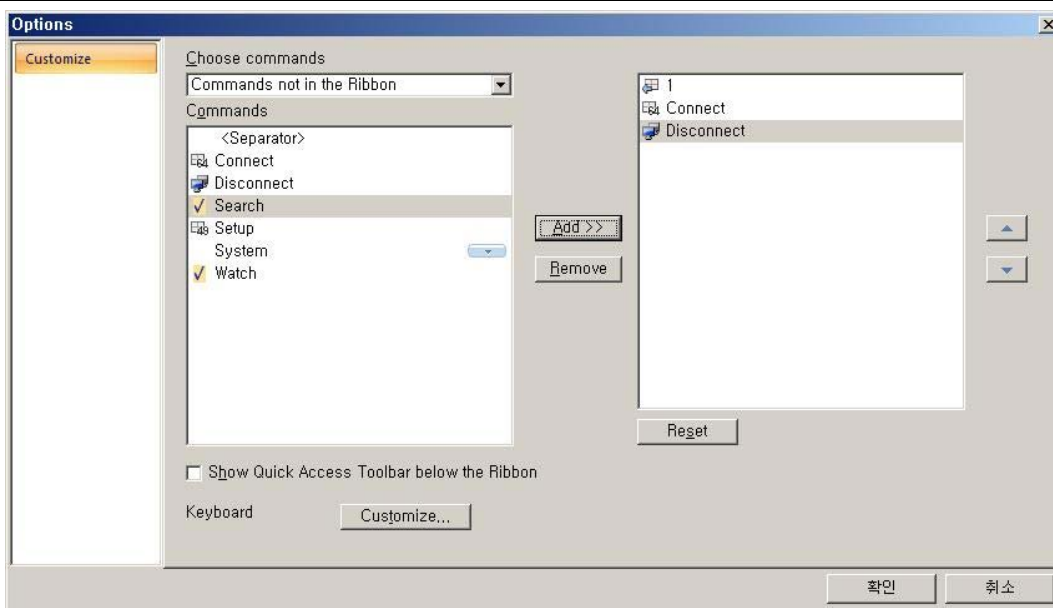 Options
Customize
Choose commands
Commands not in the Ribbon
Commands
<Separator>
Connect
Disconnect
Search
Setup
System
Watch
Add >>
Remove
1
Connect
Disconnect
Reset
Show Quick Access Toolbar below the Ribbon
Keyboard
Customize...
확인
취소